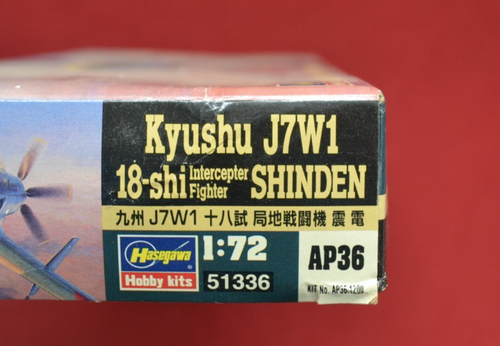 Kyushu J7W1
18-shi Intercepter Fighter SHINDEN
九州 J7W1 十八試 局地戦闘機 震電
Hasegawa
Hobby kits
1:72
51336
AP36
KIT No. AP36:1200